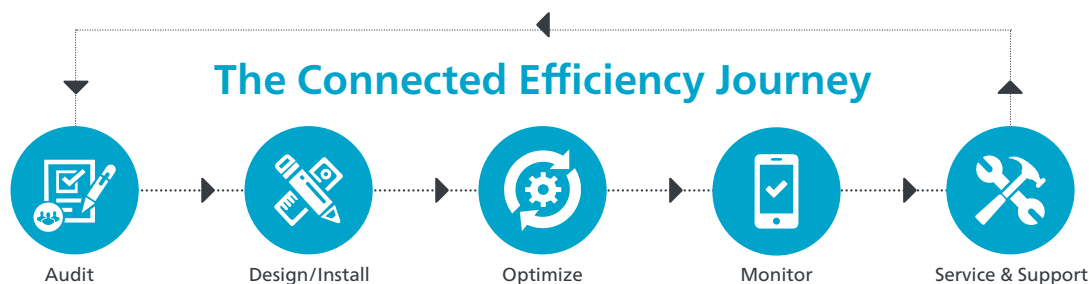 The Connected Efficiency Journey
Audit
Design/Install
Optimize
Monitor
Service & Support